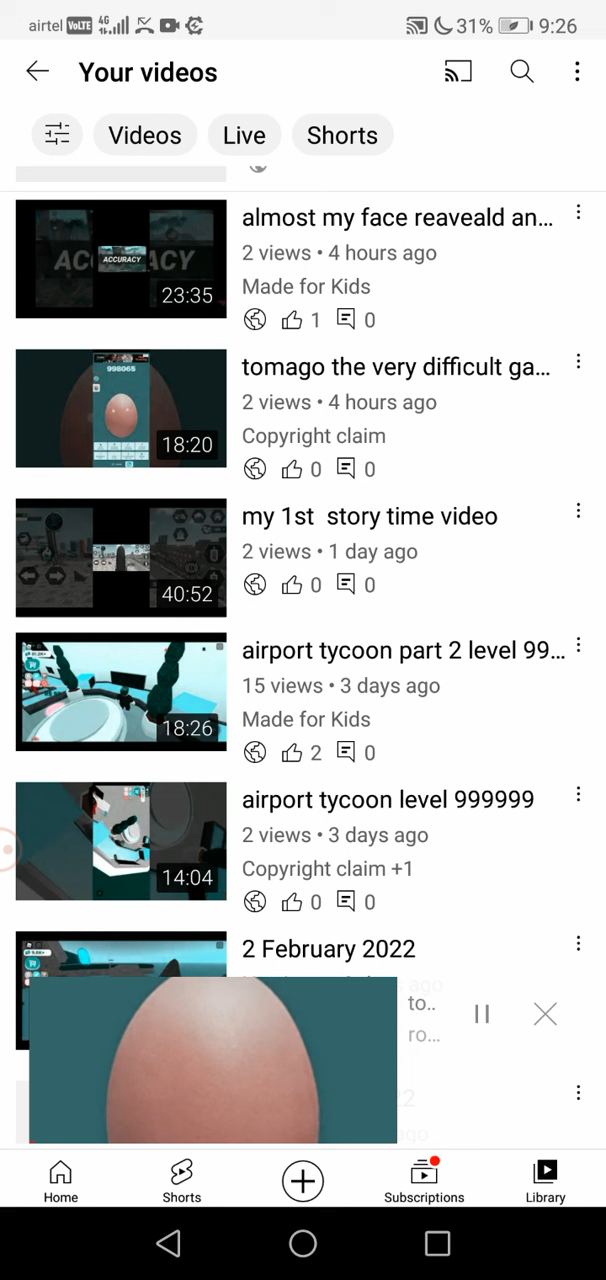 airtel VoLTE 4G 31% 9:26
Your videos
Videos Live Shorts
almost my face reaveald an...
2 views • 4 hours ago
Made for Kids
1 0
ACCURACY
23:35
tomago the very difficult ga...
2 views • 4 hours ago
Copyright claim
0 0
998065
18:20
my 1st story time video
2 views • 1 day ago
0 0
40:52
airport tycoon part 2 level 99...
15 views • 3 days ago
Made for Kids
2 0
18:26
airport tycoon level 999999
2 views • 3 days ago
Copyright claim +1
0 0
14:04
2 February 2022
ago
to..
ro...
Home Shorts Subscriptions Library